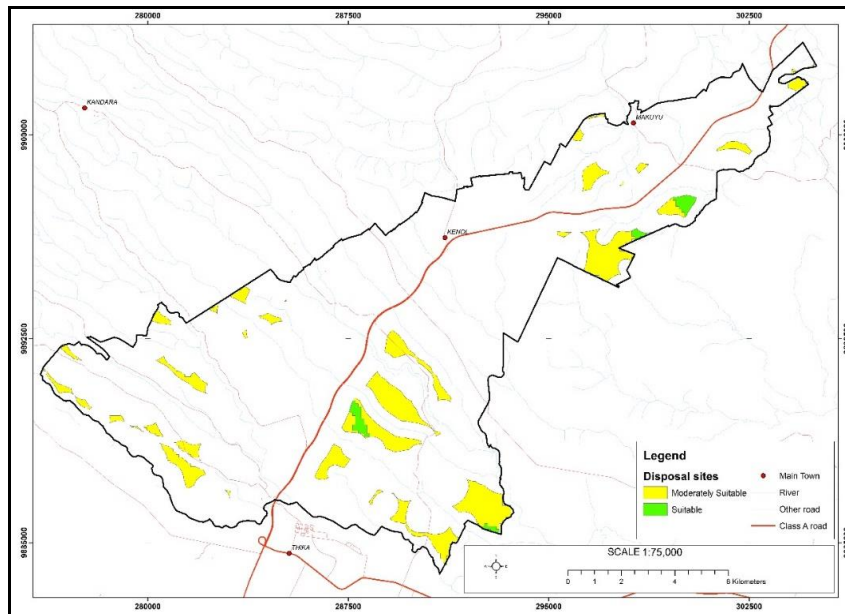 280000 287500 295000 302500
KANDARA
MAKUYU
9900000
KENOL
9892500
Legend
Disposal sites
Moderately Suitable
Suitable
Main Town
River
Other road
Class A road
9885000
THIKA
SCALE 1:75,000
0 1 2 4 6 8 Kilometers
280000 287500 295000 302500